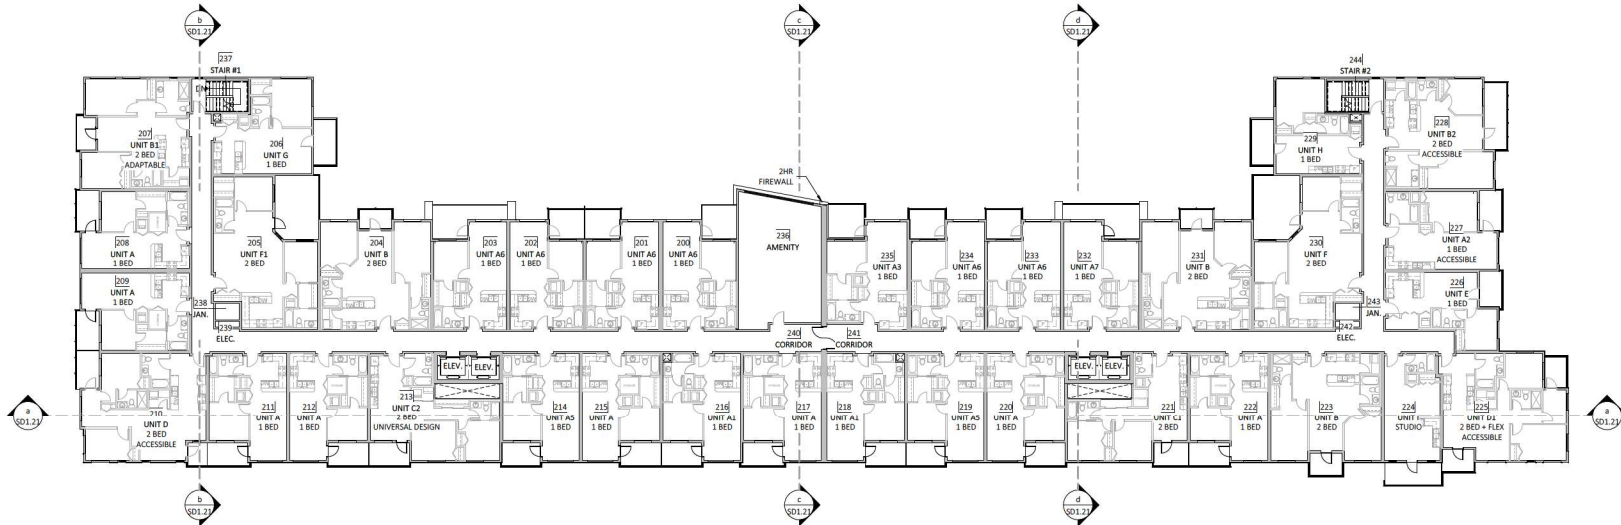 b
SD1.21
c
SD1.21
d
SD1.21
237
STAIR #1
DN
244
STAIR #2
207
UNIT B1
2 BED
ADAPTABLE
206
UNIT G
1 BED
2HR
FIREWALL
229
UNIT H
1 BED
228
UNIT B2
2 BED
ACCESSIBLE
208
UNIT A
1 BED
205
UNIT F1
2 BED
204
UNIT B
2 BED
203
UNIT A6
1 BED
202
UNIT A6
1 BED
201
UNIT A6
1 BED
200
UNIT A6
1 BED
236
AMENITY
235
UNIT A3
1 BED
234
UNIT A6
1 BED
233
UNIT A6
1 BED
232
UNIT A7
1 BED
231
UNIT B
2 BED
230
UNIT F
2 BED
227
UNIT A2
1 BED
ACCESSIBLE
209
UNIT A
1 BED
226
UNIT E
1 BED
238
JAN.
239
ELEC.
240
CORRIDOR
241
CORRIDOR
243
JAN.
242
ELEC.
ELEV.
ELEV.
ELEV.
ELEV.
a
SD1.21
210
UNIT D
2 BED
ACCESSIBLE
211
UNIT A
1 BED
212
UNIT A
1 BED
213
UNIT C2
2 BED
UNIVERSAL DESIGN
214
UNIT A5
1 BED
215
UNIT A
1 BED
216
UNIT A1
1 BED
217
UNIT A
1 BED
218
UNIT A1
1 BED
219
UNIT A5
1 BED
220
UNIT A
1 BED
221
UNIT C1
2 BED
222
UNIT A
1 BED
223
UNIT B
2 BED
224
STUDIO
225
UNIT D1
2 BED + FLEX
ACCESSIBLE
a
SD1.21
b
SD1.21
c
SD1.21
d
SD1.21